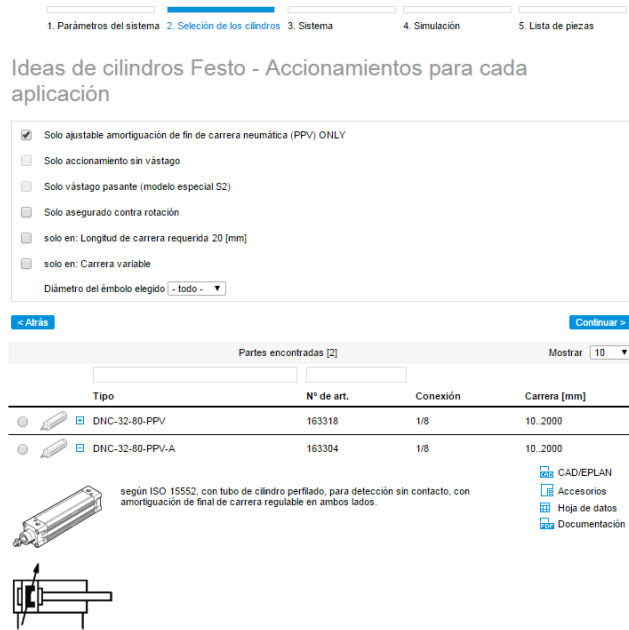 1. Parámetros del sistema 2. Seleción de los cilindros 3. Sistema 4. Simulación 5. Lista de piezas
Ideas de cilindros Festo - Accionamientos para cada
aplicación
Solo ajustable amortiguación de fin de carrera neumática (PPV) ONLY
Solo accionamiento sin vástago
Solo vástago pasante (modelo especial S2)
Solo asegurado contra rotación
solo en: Longitud de carrera requerida 20 [mm]
solo en: Carrera variable
Diámetro del émbolo elegido - todo -
< Atrás Continuar >
Partes encontradas [2] Mostrar 10
Tipo Nº de art. Conexión Carrera [mm]
DNC-32-80-PPV 163318 1/8 10..2000
DNC-32-80-PPV-A 163304 1/8 10..2000
CAD CAD/EPLAN
según ISO 15552, con tubo de cilindro perfilado, para detección sin contacto, con
amortiguación de final de carrera regulable en ambos lados.
Accesorios
Hoja de datos
PDF Documentación